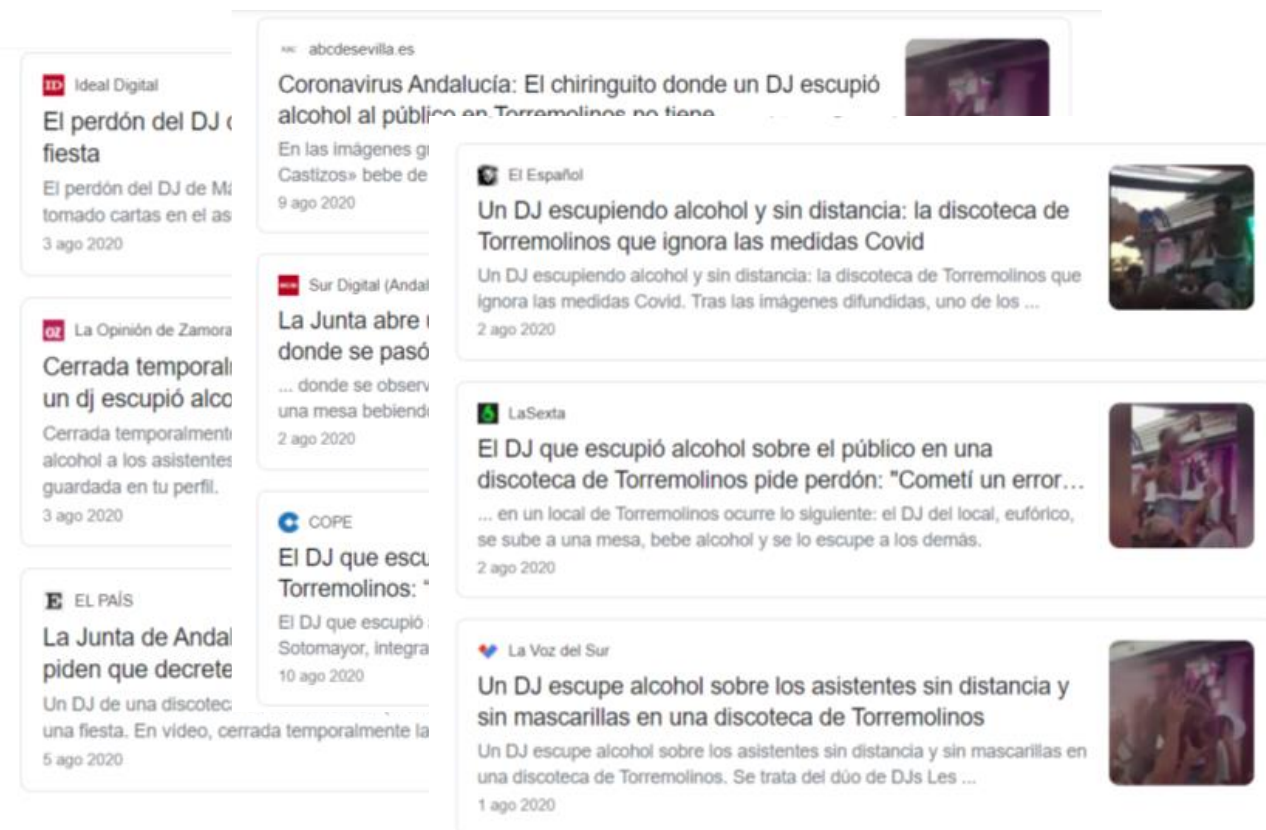 Ideal Digital
El perdón del DJ
fiesta
El perdón del DJ de
tomado cartas en el
3 ago 2020
La Opinión de Zamora
Cerrada
un dj escupió
Cerrada
alcohol a los asistentes
guardada en tu perfil.
3 ago 2020
EL PAÍS
La Junta de
piden que decrete
Un DJ de una
una fiesta. En vídeo, cerrada temporalmente la
5 ago 2020
abcdesevilla.es
Coronavirus Andalucía: El chiringuito donde un DJ escupió
alcohol al público en Torremolinos no tiene
En las imágenes
Castizos» bebe de
9 ago 2020
Sur Digital
La Junta abre
donde se pasó
... donde se
una mesa
2 ago 2020
COPE
El DJ que
Torremolinos: "
El DJ que escupió
Sotomayor,
10 ago 2020
El Español
Un DJ escupiendo alcohol y sin distancia: la discoteca de
Torremolinos que ignora las medidas Covid
Un DJ escupiendo alcohol y sin distancia: la discoteca de Torremolinos que
ignora las medidas Covid. Tras las imágenes difundidas, uno de los ...
2 ago 2020
LaSexta
El DJ que escupió alcohol sobre el público en una
discoteca de Torremolinos pide perdón: "Cometí un error...
... en un local de Torremolinos ocurre lo siguiente: el DJ del local, eufórico,
se sube a una mesa, bebe alcohol y se lo escupe a los demás.
2 ago 2020
La Voz del Sur
Un DJ escupe alcohol sobre los asistentes sin distancia y
sin mascarillas en una discoteca de Torremolinos
Un DJ escupe alcohol sobre los asistentes sin distancia y sin mascarillas en
una discoteca de Torremolinos. Se trata del dúo de DJs Les ...
1 ago 2020